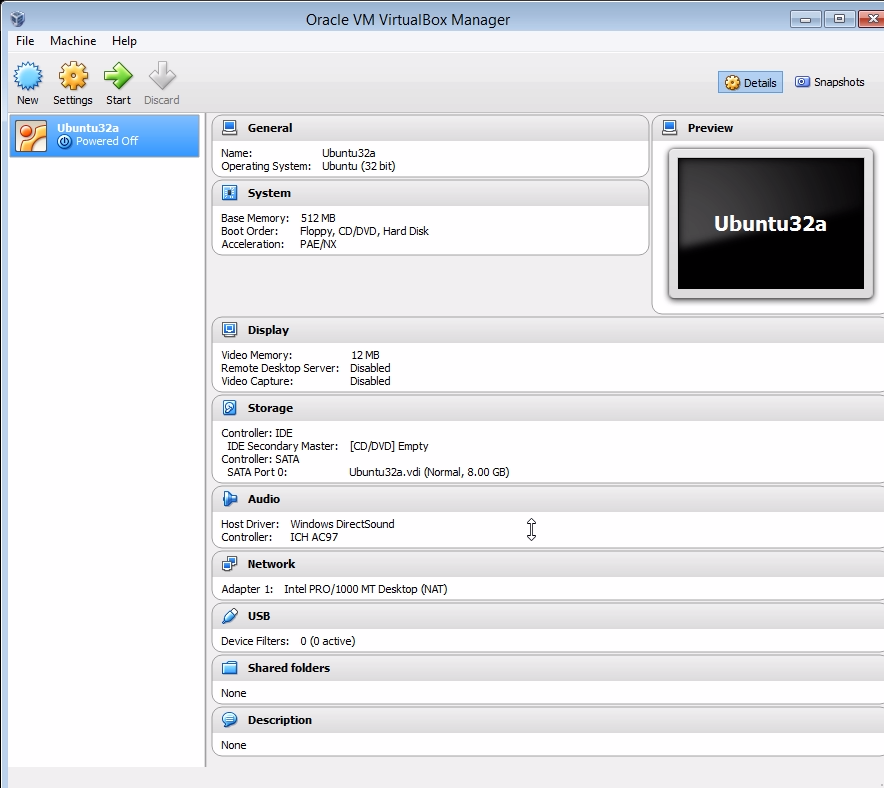 Oracle VM VirtualBox Manager
File Machine Help
New Settings Start Discard
Details Snapshots
Ubuntu32a
Powered Off
General
Name: Ubuntu32a
Operating System: Ubuntu (32 bit)
Preview
Ubuntu32a
System
Base Memory: 512 MB
Boot Order: Floppy, CD/DVD, Hard Disk
Acceleration: PAE/NX
Display
Video Memory: 12 MB
Remote Desktop Server: Disabled
Video Capture: Disabled
Storage
Controller: IDE
IDE Secondary Master: [CD/DVD] Empty
Controller: SATA
SATA Port 0: Ubuntu32a.vdi (Normal, 8.00 GB)
Audio
Host Driver: Windows DirectSound
Controller: ICH AC97
Network
Adapter 1: Intel PRO/1000 MT Desktop (NAT)
USB
Device Filters: 0 (0 active)
Shared folders
None
Description
None